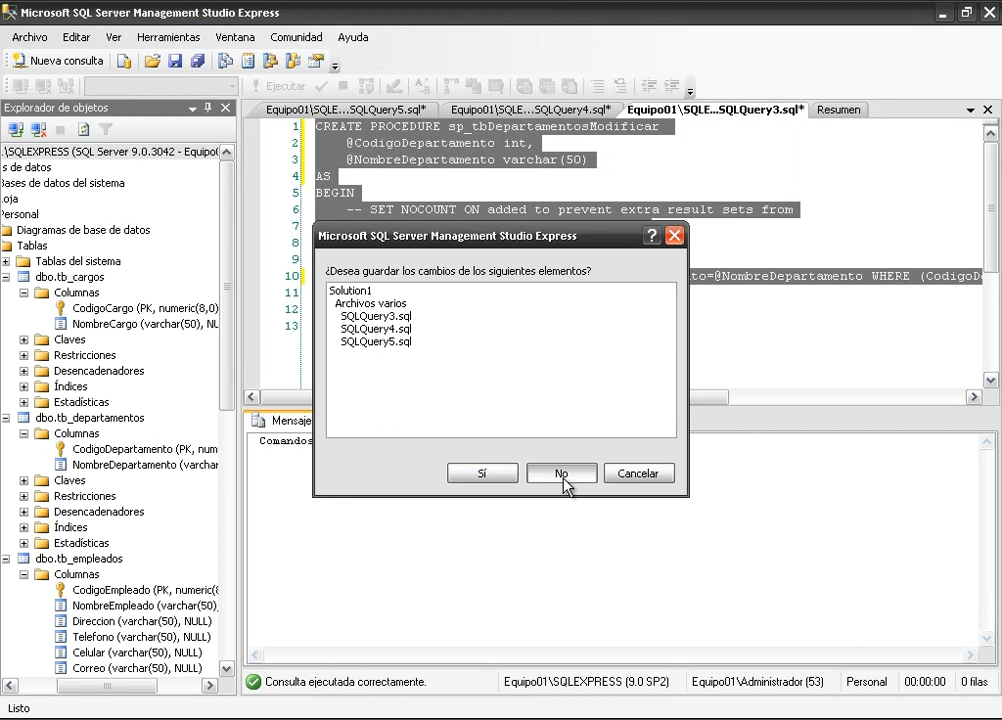 Microsoft SQL Server Management Studio Express
Archivo Editar Ver Herramientas Ventana Comunidad Ayuda
Nueva consulta
Ejecutar
Explorador de objetos
Equipo01\SQLE...SQLQuery5.sql* Equipo01\SQLE...SQLQuery4.sql* Equipo01\SQLE...SQLQuery3.sql* Resumen
.\SQLEXPRESS (SQL Server 9.0.3042 - Equipo
s de datos
Bases de datos del sistema
oja
Personal
Diagramas de base de datos
Tablas
Tablas del sistema
dbo.tb_cargos
Columnas
CodigoCargo (PK, numeric(8,0)
NombreCargo (varchar(50), NU
Claves
Restricciones
Desencadenadores
Índices
Estadísticas
dbo.tb_departamentos
Columnas
CodigoDepartamento (PK, num
NombreDepartamento (varchar
Claves
Restricciones
Desencadenadores
Índices
Estadísticas
dbo.tb_empleados
Columnas
CodigoEmpleado (PK, numeric(8
NombreEmpleado (varchar(50),
Direccion (varchar(50), NULL)
Telefono (varchar(50), NULL)
Celular (varchar(50), NULL)
Correo (varchar(50), NULL)
1 CREATE PROCEDURE sp_tbDepartamentosModificar
2 @CodigoDepartamento int,
3 @NombreDepartamento varchar(50)
4 AS
5 BEGIN
6 -- SET NOCOUNT ON added to prevent extra result sets from
7
8
9
10 to=@NombreDepartamento WHERE (CodigoD
11
12
13
Microsoft SQL Server Management Studio Express
¿Desea guardar los cambios de los siguientes elementos?
Solution1
Archivos varios
SQLQuery3.sql
SQLQuery4.sql
SQLQuery5.sql
Sí No Cancelar
Mensaje
Comandos
Consulta ejecutada correctamente. Equipo01\SQLEXPRESS (9.0 SP2) Equipo01\Administrador (53) Personal 00:00:00 0 filas
Listo